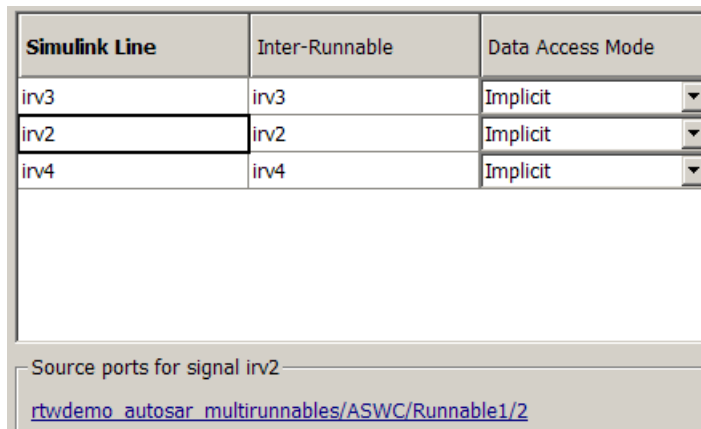 Simulink Line Inter-Runnable Data Access Mode
irv3 irv3 Implicit
irv2 irv2 Implicit
irv4 irv4 Implicit
Source ports for signal irv2
rtwdemo_autosar_multirunnables/ASWC/Runnable1/2